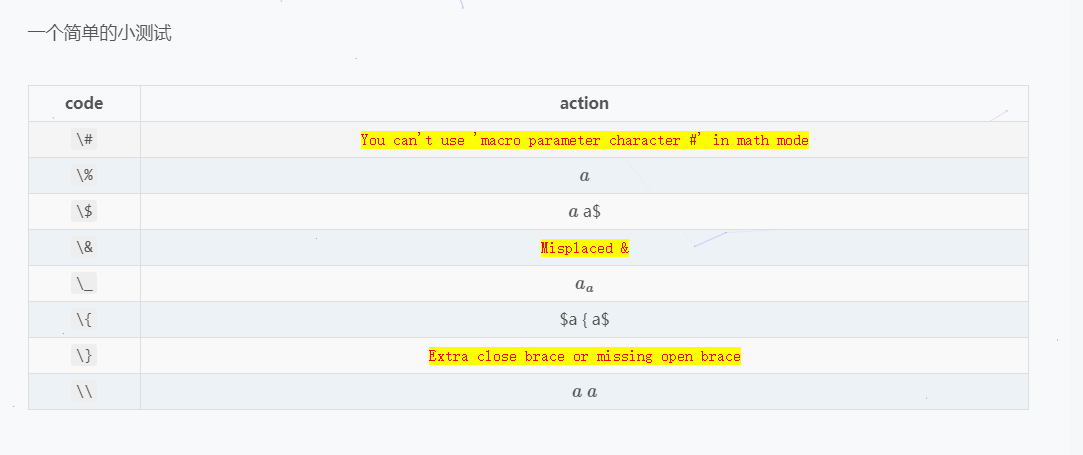 一个简单的小测试
code action
\# You can't use 'macro parameter character #' in math mode
\% a
\$ a a$
\& Misplaced &
\_ aₐ
\{ $a { a$
\} Extra close brace or missing open brace
\\ a a